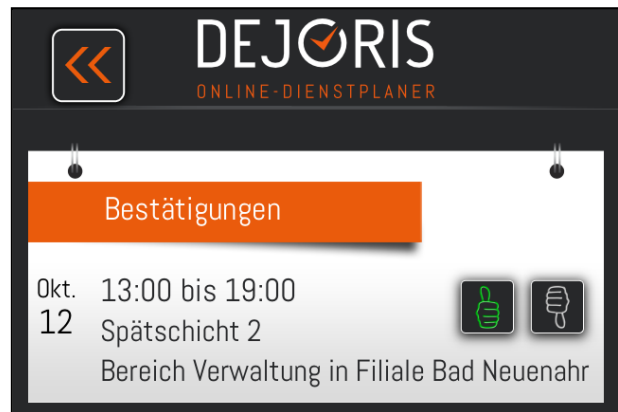 DEJORIS
ONLINE-DIENSTPLANER
Bestätigungen
Okt.
12
13:00 bis 19:00
Spätschicht 2
Bereich Verwaltung in Filiale Bad Neuenahr